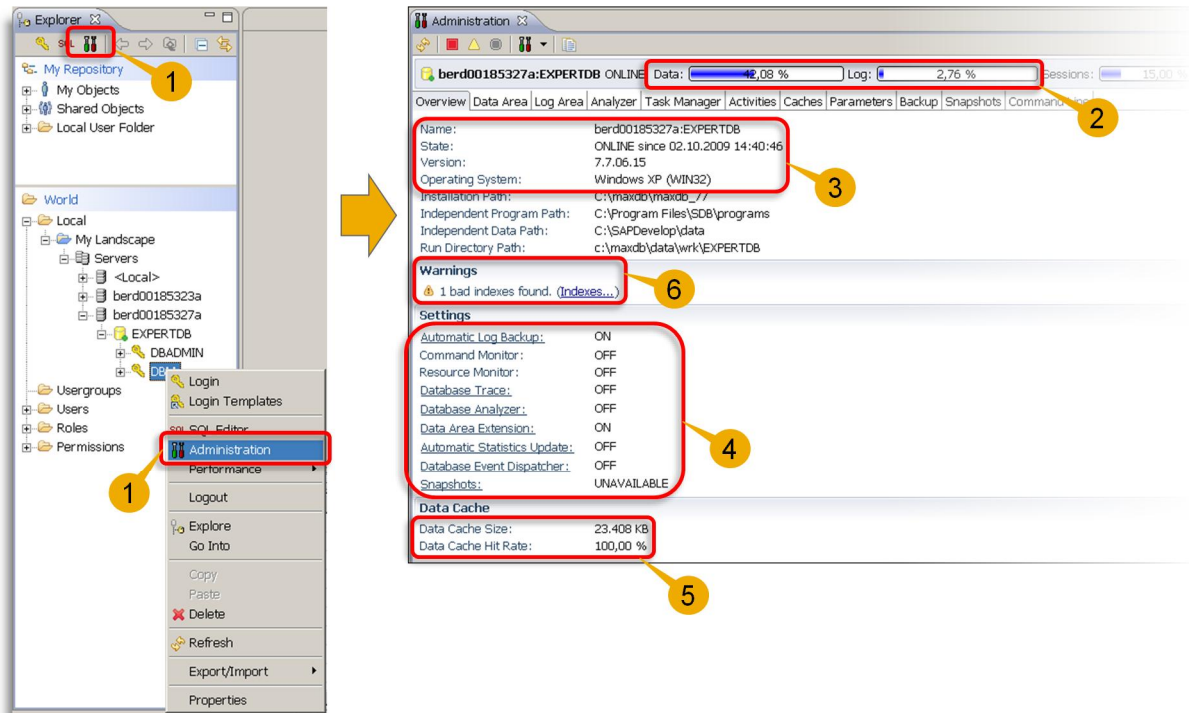 Explorer
SQL
1
My Repository
My Objects
Shared Objects
Local User Folder
World
Local
My Landscape
Servers
<Local>
berd00185323a
berd00185327a
EXPERTDB
DBADMIN
DBM
Usergroups
Users
Roles
Permissions
Login
Login Templates
SQL Editor
Administration
1
Performance
Logout
Explore
Go Into
Copy
Paste
Delete
Refresh
Export/Import
Properties
Administration
berd00185327a:EXPERTDB ONLINE Data: 42,08 % Log: 2,76 % Sessions: 15,00 %
Overview Data Area Log Area Analyzer Task Manager Activities Caches Parameters Backup Snapshots Command Line
2
Name: berd00185327a:EXPERTDB
State: ONLINE since 02.10.2009 14:40:46
Version: 7.7.06.15
Operating System: Windows XP (WIN32)
3
Installation Path: C:\maxdb\maxdb_77
Independent Program Path: C:\Program Files\SDB\programs
Independent Data Path: C:\SAPDevelop\data
Run Directory Path: c:\maxdb\data\wrk\EXPERTDB
Warnings
1 bad indexes found. (Indexes...)
6
Settings
Automatic Log Backup: ON
Command Monitor: OFF
Resource Monitor: OFF
Database Trace: OFF
Database Analyzer: OFF
Data Area Extension: ON
Automatic Statistics Update: OFF
Database Event Dispatcher: OFF
Snapshots: UNAVAILABLE
4
Data Cache
Data Cache Size: 23.408 KB
Data Cache Hit Rate: 100,00 %
5